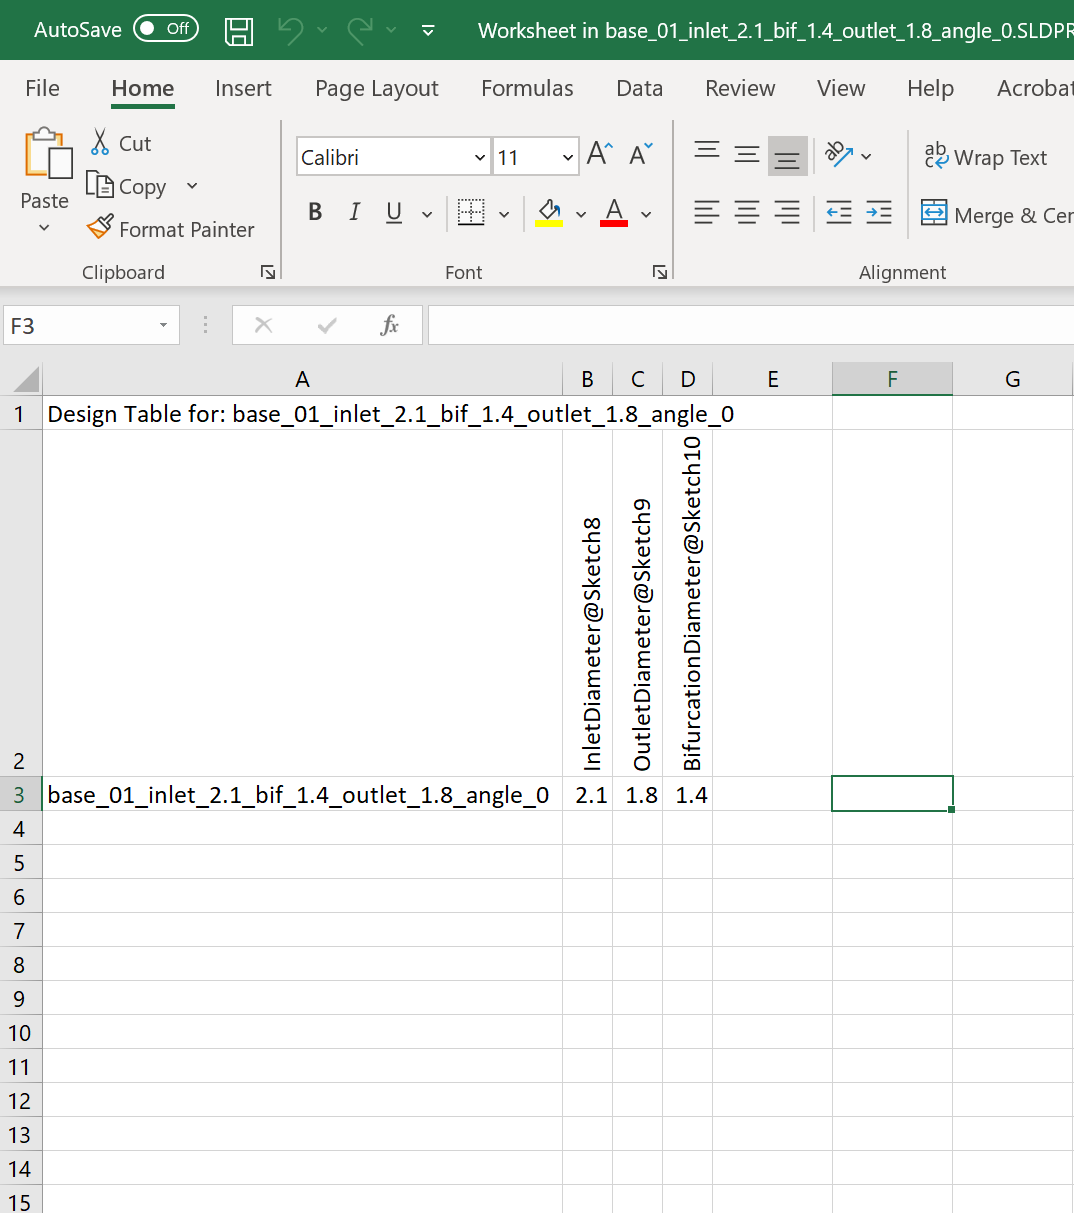 AutoSave Off Worksheet in base_01_inlet_2.1_bif_1.4_outlet_1.8_angle_0.SLDPR
File Home Insert Page Layout Formulas Data Review View Help Acrobat
Cut
Copy
Paste
Format Painter
Clipboard
Calibri 11
B I U A
Font
ab Wrap Text
Merge & Cen
Alignment
F3 fx
A B C D E F G
1 Design Table for: base_01_inlet_2.1_bif_1.4_outlet_1.8_angle_0
2 InletDiameter@Sketch8 OutletDiameter@Sketch9 BifurcationDiameter@Sketch10
3 base_01_inlet_2.1_bif_1.4_outlet_1.8_angle_0 2.1 1.8 1.4
4
5
6
7
8
9
10
11
12
13
14
15